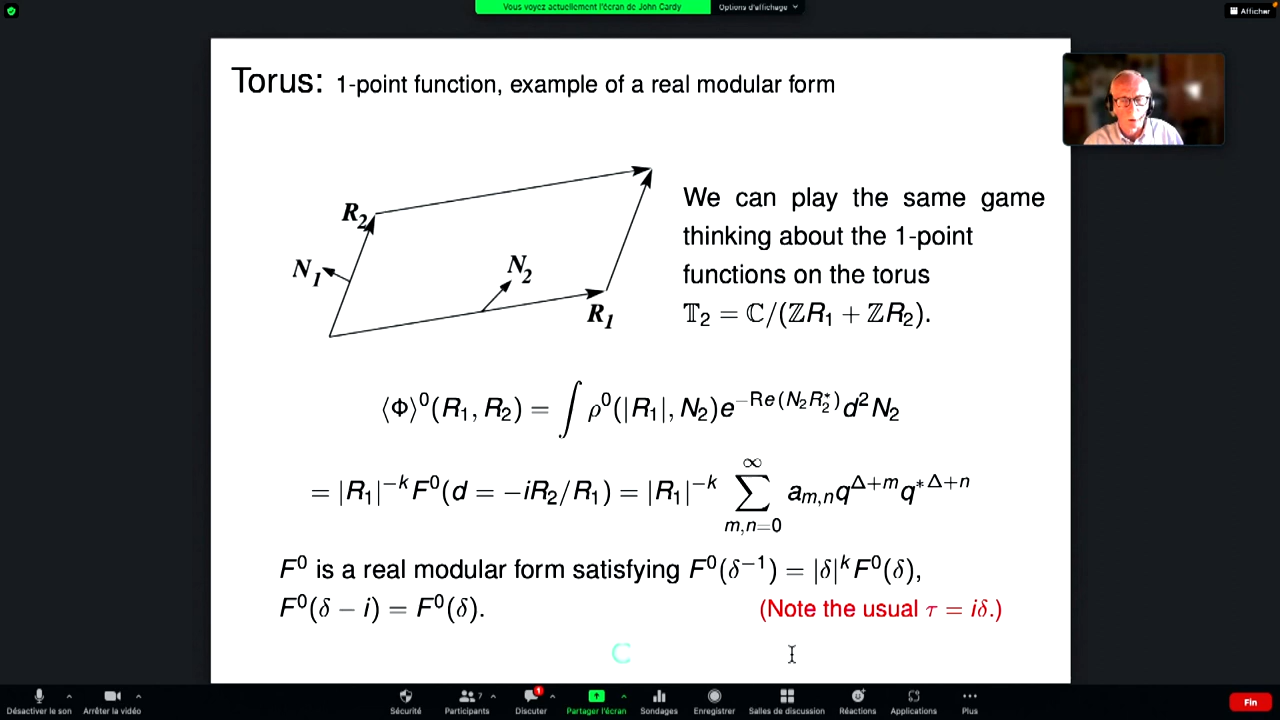 Vous voyez actuellement l'écran de John Cardy
Options d'affichage
Afficher
Torus: 1-point function, example of a real modular form
R₂
N₁
N₂
R₁
We can play the same game
thinking about the 1-point
functions on the torus
𝕋₂ = ℂ/(ℤR₁ + ℤR₂).
⟨Φ⟩⁰(R₁, R₂) = ∫ ρ⁰(|R₁|, N₂)e^{−Re(N₂R₂*)}d²N₂
= |R₁|^{−k}F⁰(d = −iR₂/R₁) = |R₁|^{−k} ∑_{m,n=0}^{∞} a_{m,n}q^{Δ+m}q^{*Δ+n}
F⁰ is a real modular form satisfying F⁰(δ⁻¹) = |δ|ᵏF⁰(δ),
F⁰(δ − i) = F⁰(δ).
(Note the usual τ = iδ.)
Désactiver le son
Arrêter la vidéo
Sécurité
7
Participants
1
Discuter
Partager l'écran
Sondages
Enregistrer
Salles de discussion
Réactions
Applications
Plus
Fin